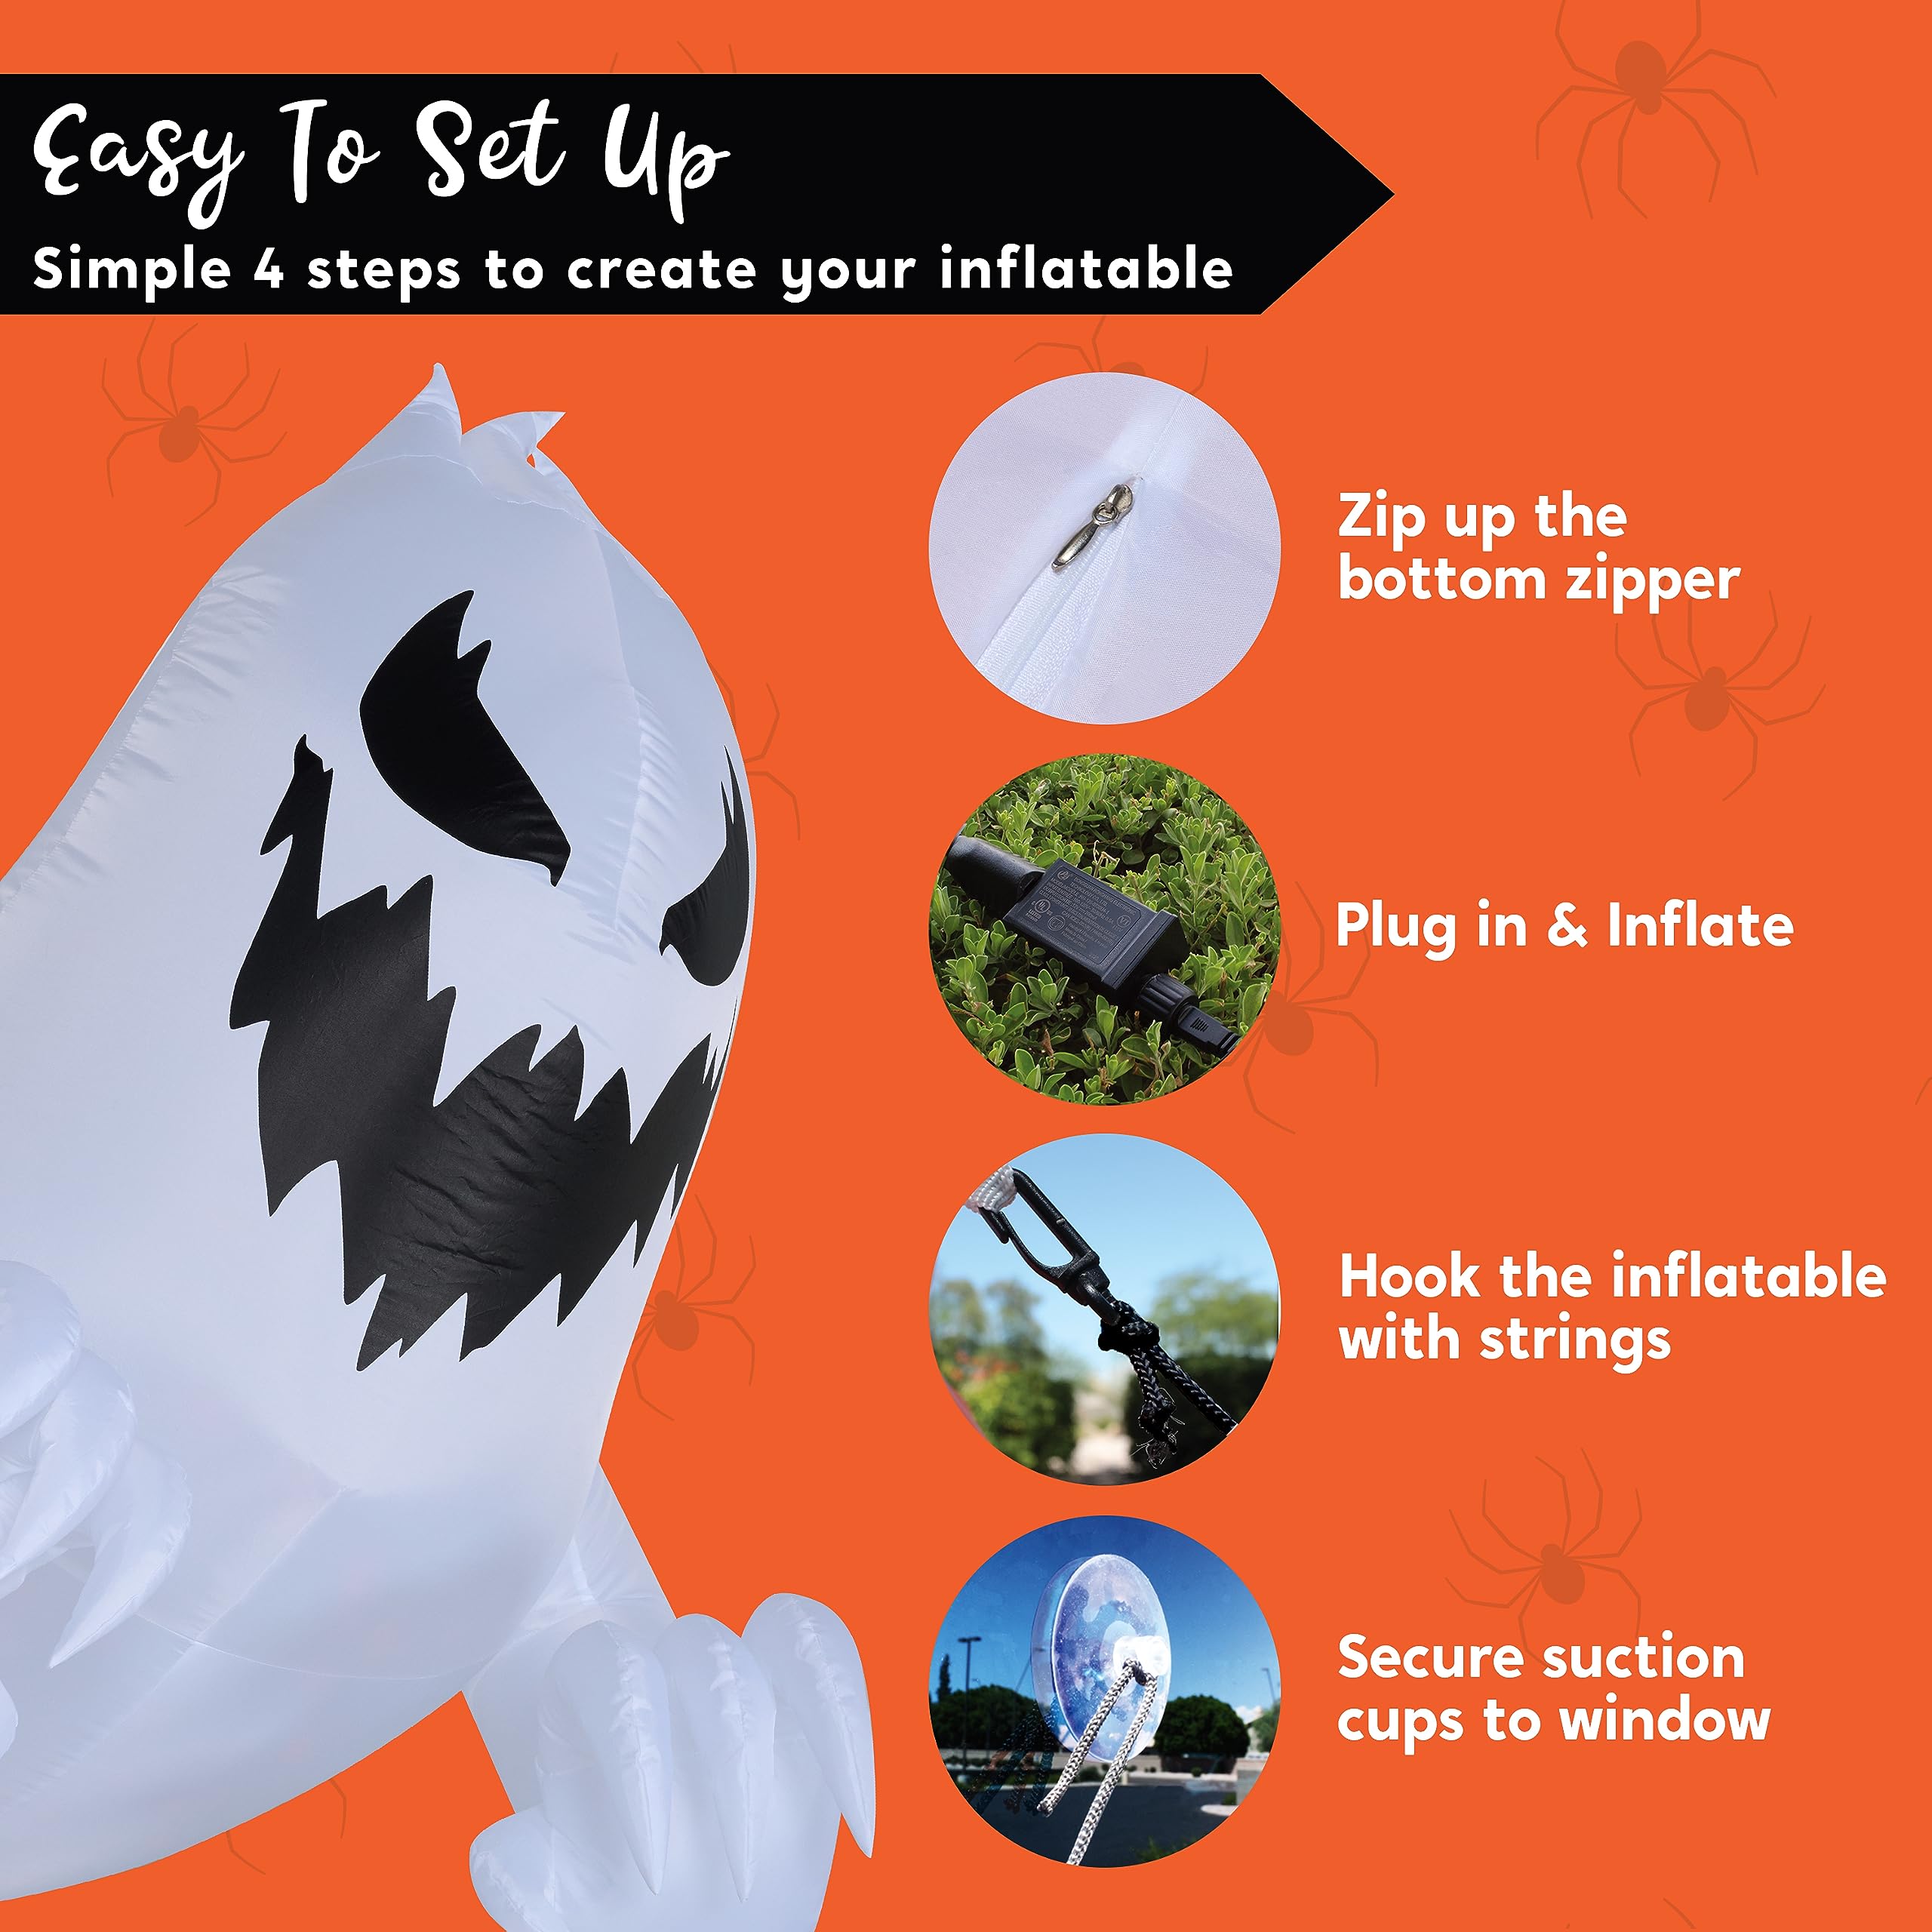 Easy To Set Up
Simple 4 steps to create your inflatable
Zip up the
bottom zipper
Plug in & Inflate
Hook the inflatable
with strings
Secure suction
cups to window